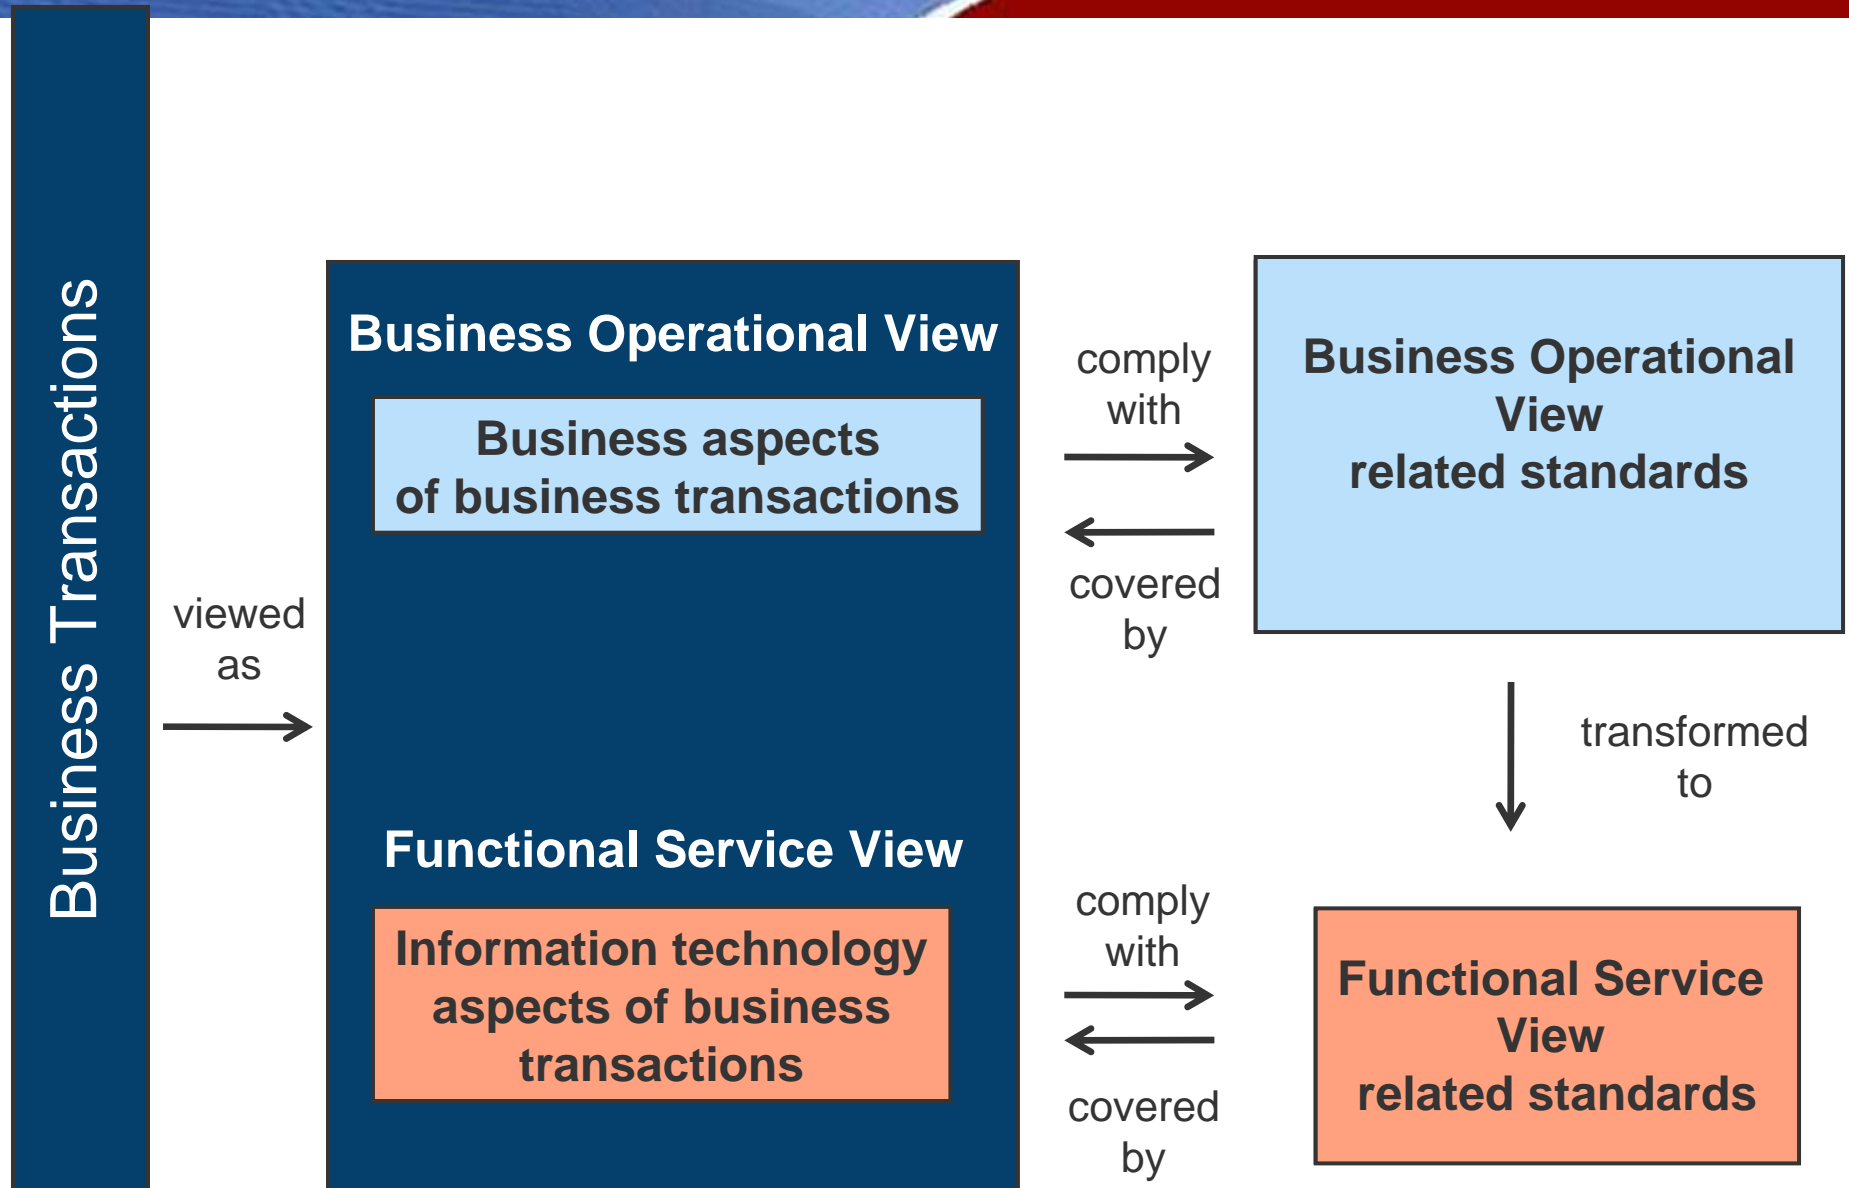 Business Transactions
viewed
as
Business Operational View
Business aspects
of business transactions
Functional Service View
Information technology
aspects of business
transactions
comply
with
covered
by
comply
with
covered
by
Business Operational
View
related standards
transformed
to
Functional Service
View
related standards